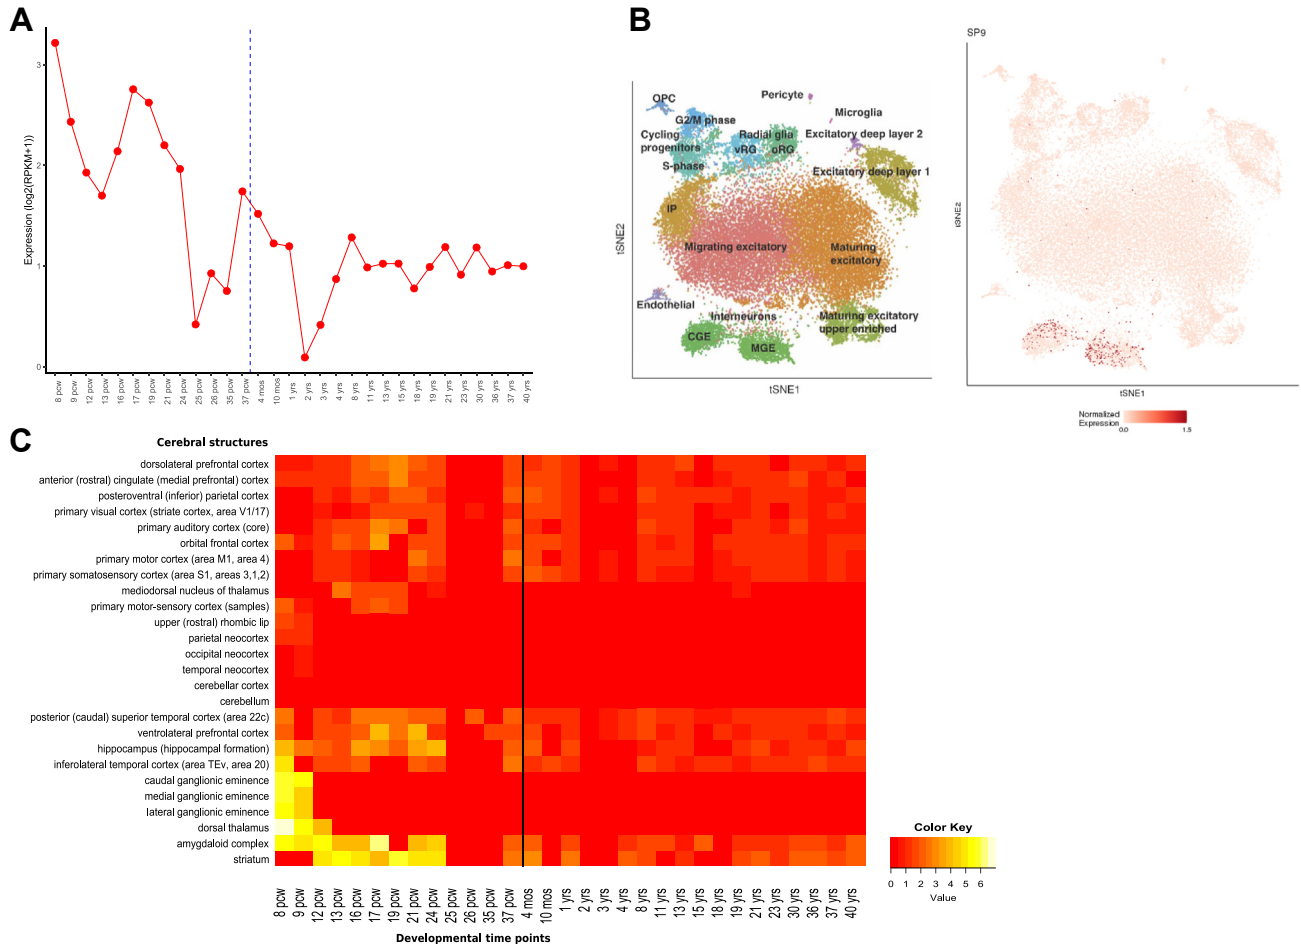 A
Expression (log2(RPKM+1))
3
2
1
0
8 pcw
9 pcw
12 pcw
13 pcw
16 pcw
17 pcw
19 pcw
21 pcw
24 pcw
25 pcw
26 pcw
35 pcw
37 pcw
4 mos
10 mos
1 yrs
2 yrs
3 yrs
4 yrs
8 yrs
11 yrs
13 yrs
15 yrs
18 yrs
19 yrs
21 yrs
23 yrs
30 yrs
36 yrs
37 yrs
40 yrs
B
OPC
Pericyte
G2/M phase
Microglia
Cycling
progenitors
Radial glia
vRG
oRG
Excitatory deep layer 2
S-phase
Excitatory deep layer 1
IP
Migrating excitatory
Maturing
excitatory
Endothelial
Interneurons
Maturing excitatory
upper enriched
CGE
MGE
tSNE2
tSNE1
SP9
tSNE2
tSNE1
Normalized
Expression
0.0
1.5
C
Cerebral structures
dorsolateral prefrontal cortex
anterior (rostral) cingulate (medial prefrontal) cortex
posteroventral (inferior) parietal cortex
primary visual cortex (striate cortex, area V1/17)
primary auditory cortex (core)
orbital frontal cortex
primary motor cortex (area M1, area 4)
primary somatosensory cortex (area S1, areas 3,1,2)
mediodorsal nucleus of thalamus
primary motor-sensory cortex (samples)
upper (rostral) rhombic lip
parietal neocortex
occipital neocortex
temporal neocortex
cerebellar cortex
cerebellum
posterior (caudal) superior temporal cortex (area 22c)
ventrolateral prefrontal cortex
hippocampus (hippocampal formation)
inferolateral temporal cortex (area TEv, area 20)
caudal ganglionic eminence
medial ganglionic eminence
lateral ganglionic eminence
dorsal thalamus
amygdaloid complex
striatum
8 pcw
9 pcw
12 pcw
13 pcw
16 pcw
17 pcw
19 pcw
21 pcw
24 pcw
25 pcw
26 pcw
35 pcw
37 pcw
4 mos
10 mos
1 yrs
2 yrs
3 yrs
4 yrs
8 yrs
11 yrs
13 yrs
15 yrs
18 yrs
19 yrs
21 yrs
23 yrs
30 yrs
36 yrs
37 yrs
40 yrs
Developmental time points
Color Key
0 1 2 3 4 5 6
Value